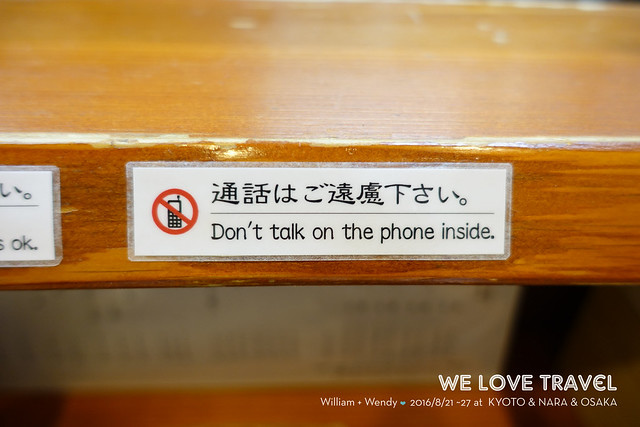 い。
s ok.
通話はご遠慮下さい。
Don't talk on the phone inside.
WE LOVE TRAVEL
William + Wendy ❤ 2016/8/21 -27 at KYOTO & NARA & OSAKA